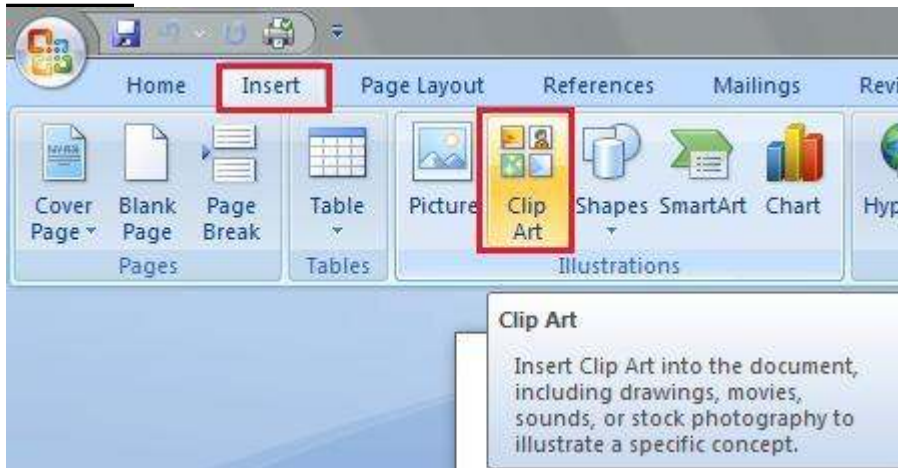 Home Insert Page Layout References Mailings
Cover Page Blank Page Page Break Table Picture Clip Art Shapes SmartArt Chart
Pages Tables Illustrations
Clip Art
Insert Clip Art into the document,
including drawings, movies,
sounds, or stock photography to
illustrate a specific concept.